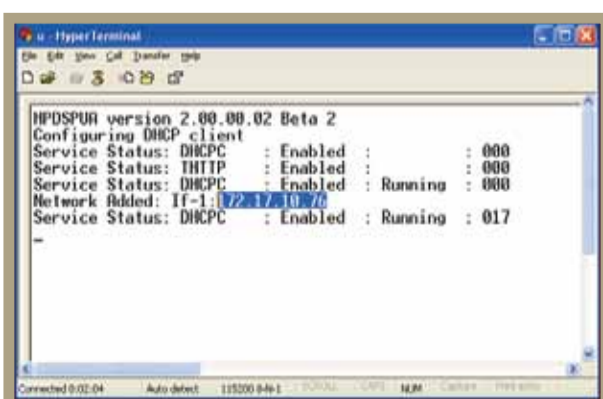 u - HyperTerminal
File Edit View Call Transfer Help
HPDSPUA version 2.00.00.02 Beta 2
Configuring DHCP client
Service Status: DHCPC : Enabled : : 000
Service Status: THTTP : Enabled : : 000
Service Status: DHCPC : Enabled : Running : 000
Network Added: If-1:172.17.10.76
Service Status: DHCPC : Enabled : Running : 017
Connected 0:02:04 Auto detect 115200 8-N-1 SCROLL CAPS NUM Capture Print echo